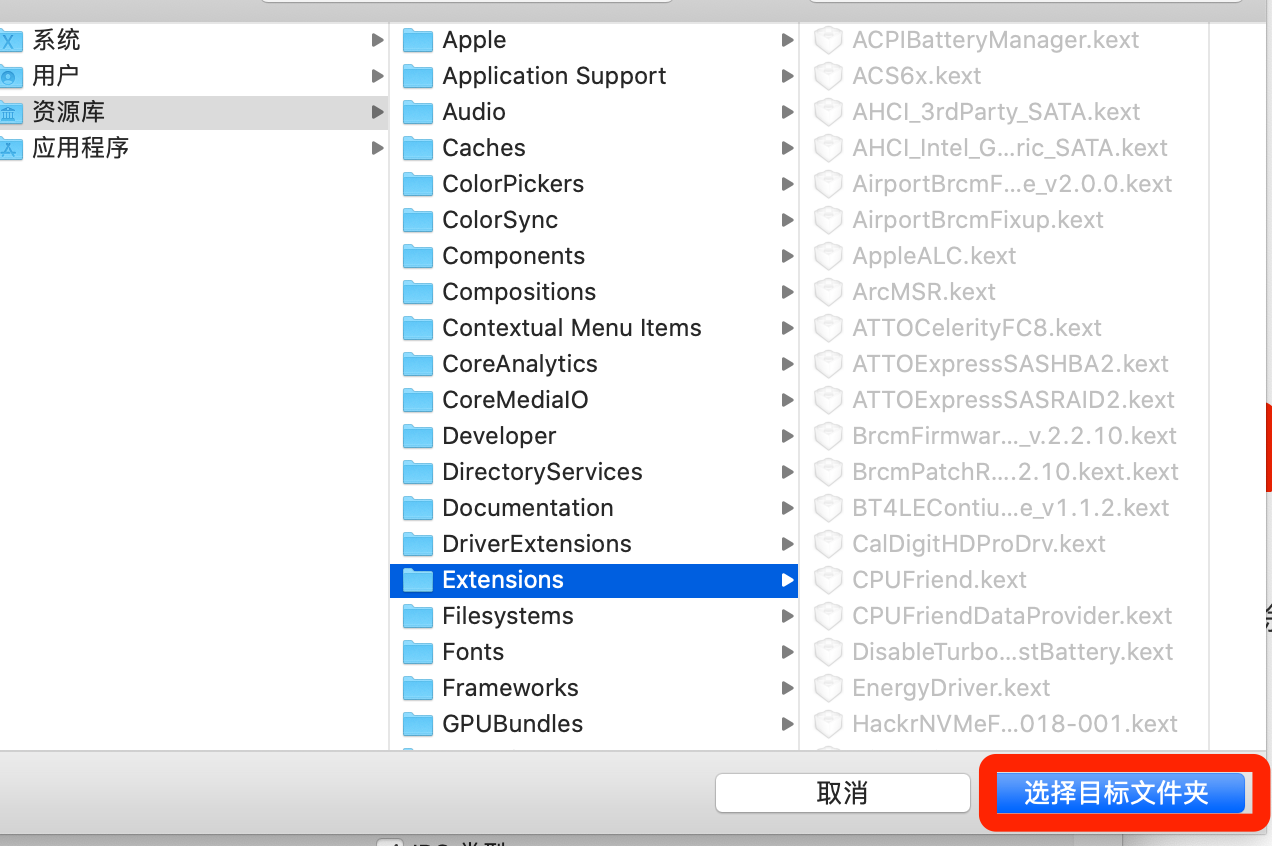 系统
用户
资源库
应用程序
Apple
Application Support
Audio
Caches
ColorPickers
ColorSync
Components
Compositions
Contextual Menu Items
CoreAnalytics
CoreMediaIO
Developer
DirectoryServices
Documentation
DriverExtensions
Extensions
Filesystems
Fonts
Frameworks
GPUBundles
ACPIBatteryManager.kext
ACS6x.kext
AHCI_3rdParty_SATA.kext
AHCI_Intel_G...ric_SATA.kext
AirportBrcmF...e_v2.0.0.kext
AirportBrcmFixup.kext
AppleALC.kext
ArcMSR.kext
ATTOCelerityFC8.kext
ATTOExpressSASHBA2.kext
ATTOExpressSASRAID2.kext
BrcmFirmwar..._v.2.2.10.kext
BrcmPatchR....2.10.kext.kext
BT4LEContiu...e_v1.1.2.kext
CalDigitHDProDrv.kext
CPUFriend.kext
CPUFriendDataProvider.kext
DisableTurbo...stBattery.kext
EnergyDriver.kext
HackrNVMeF...018-001.kext
取消
选择目标文件夹